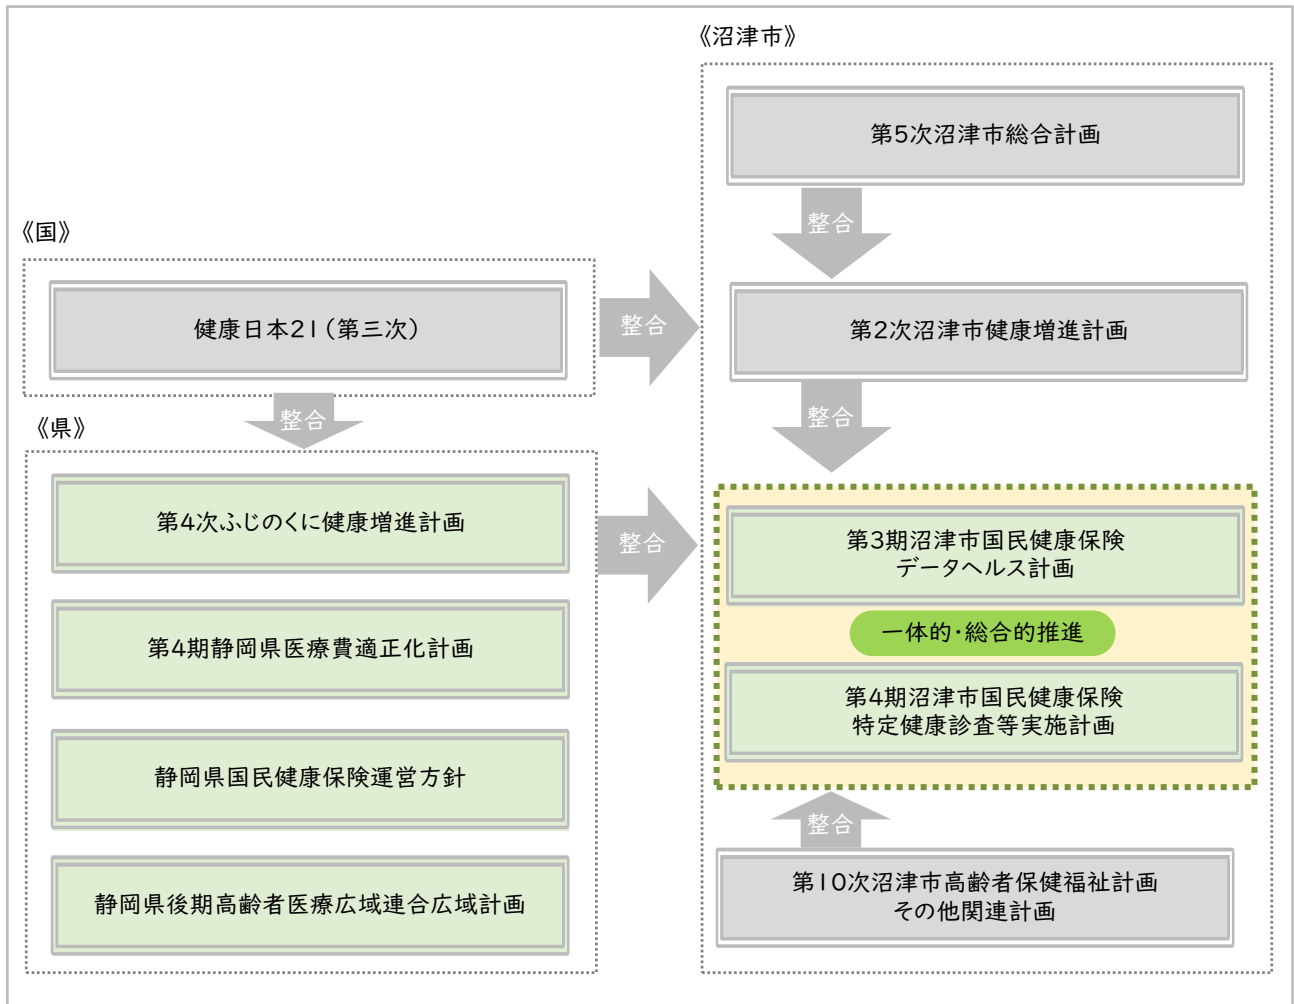 《国》
健康日本21(第三次)
整合
整合
《県》
第4次ふじのくに健康増進計画
第4期静岡県医療費適正化計画
静岡県国民健康保険運営方針
静岡県後期高齢者医療広域連合広域計画
整合
《沼津市》
第5次沼津市総合計画
整合
第2次沼津市健康増進計画
整合
第3期沼津市国民健康保険
データヘルス計画
一体的・総合的推進
第4期沼津市国民健康保険
特定健康診査等実施計画
整合
第10次沼津市高齢者保健福祉計画
その他関連計画